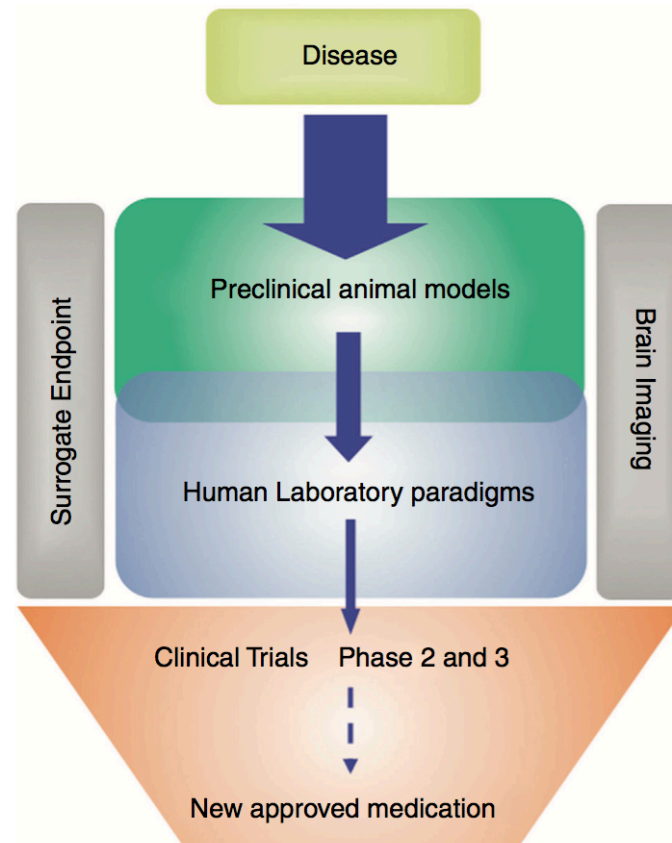 Disease
Surrogate Endpoint
Preclinical animal models
Brain Imaging
Human Laboratory paradigms
Clinical Trials Phase 2 and 3
New approved medication